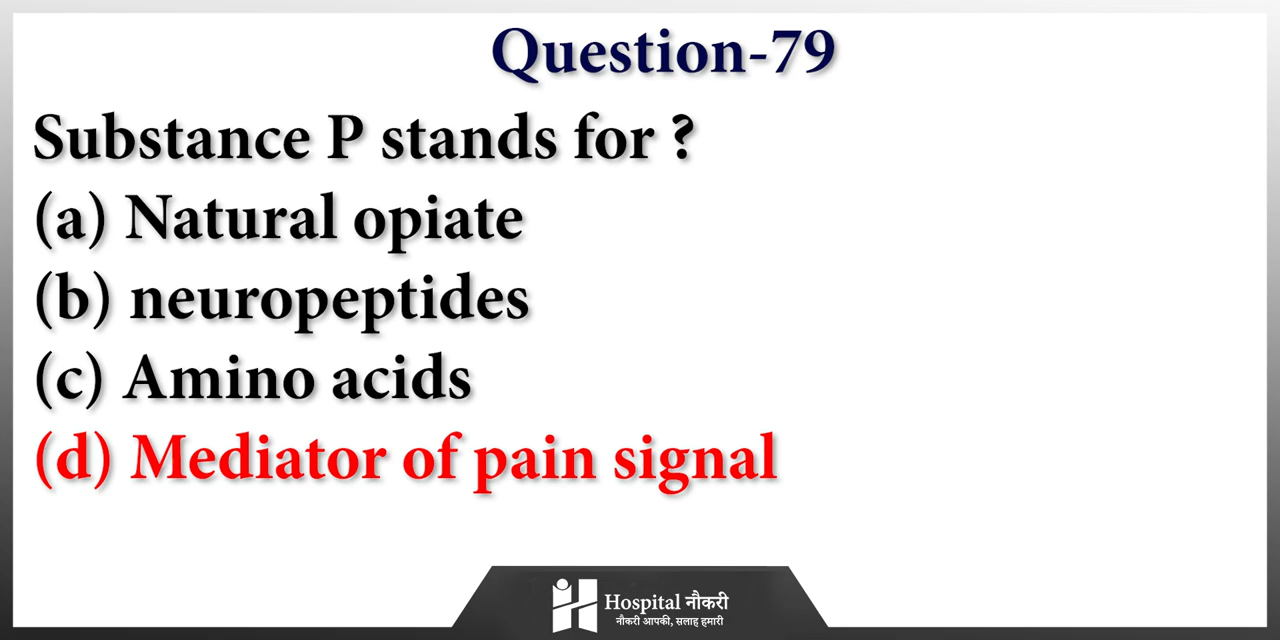 Question-79
Substance P stands for ?
(a) Natural opiate
(b) neuropeptides
(c) Amino acids
(d) Mediator of pain signal
Hospital नौकरी
नौकरी आपकी, सलाह हमारी